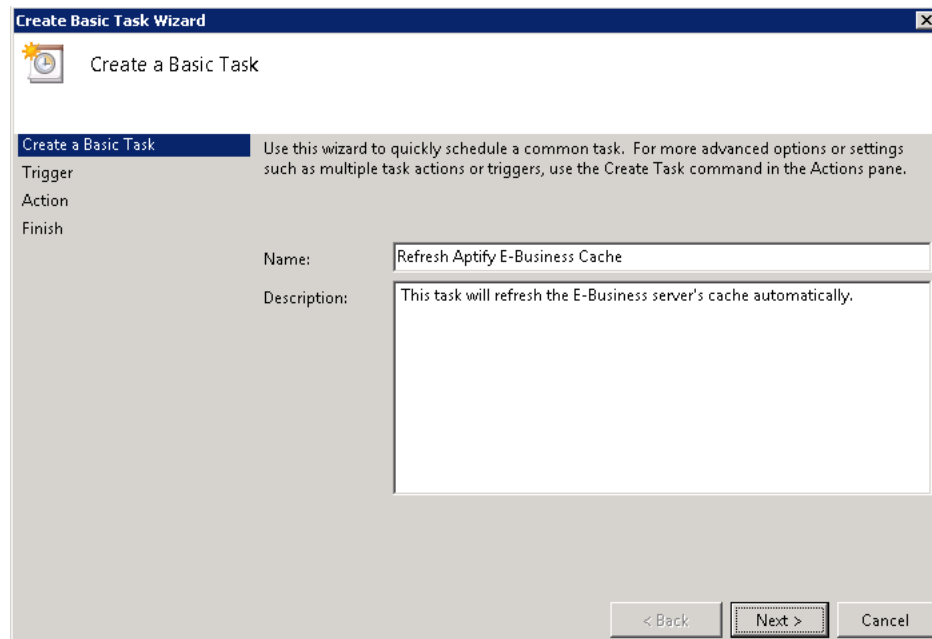 Create Basic Task Wizard
Create a Basic Task
Create a Basic Task
Trigger
Action
Finish
Use this wizard to quickly schedule a common task. For more advanced options or settings
such as multiple task actions or triggers, use the Create Task command in the Actions pane.
Name:
Refresh Aptify E-Business Cache
Description:
This task will refresh the E-Business server's cache automatically.
< Back
Next >
Cancel